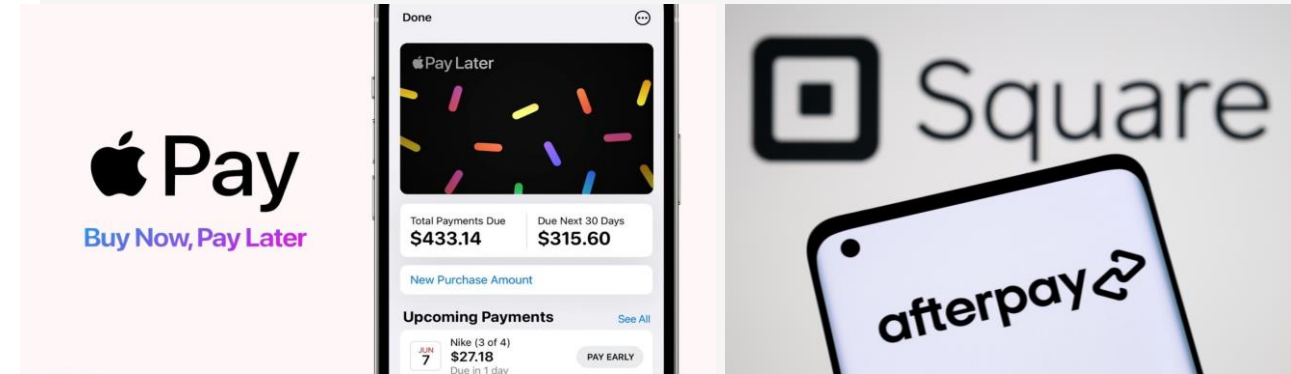 Pay
Buy Now, Pay Later
Done
Pay Later
Total Payments Due
$433.14
Due Next 30 Days
$315.60
New Purchase Amount
Upcoming Payments
See All
JUN
7
Nike (3 of 4)
$27.18
Due in 1 day
PAY EARLY
Square
afterpay